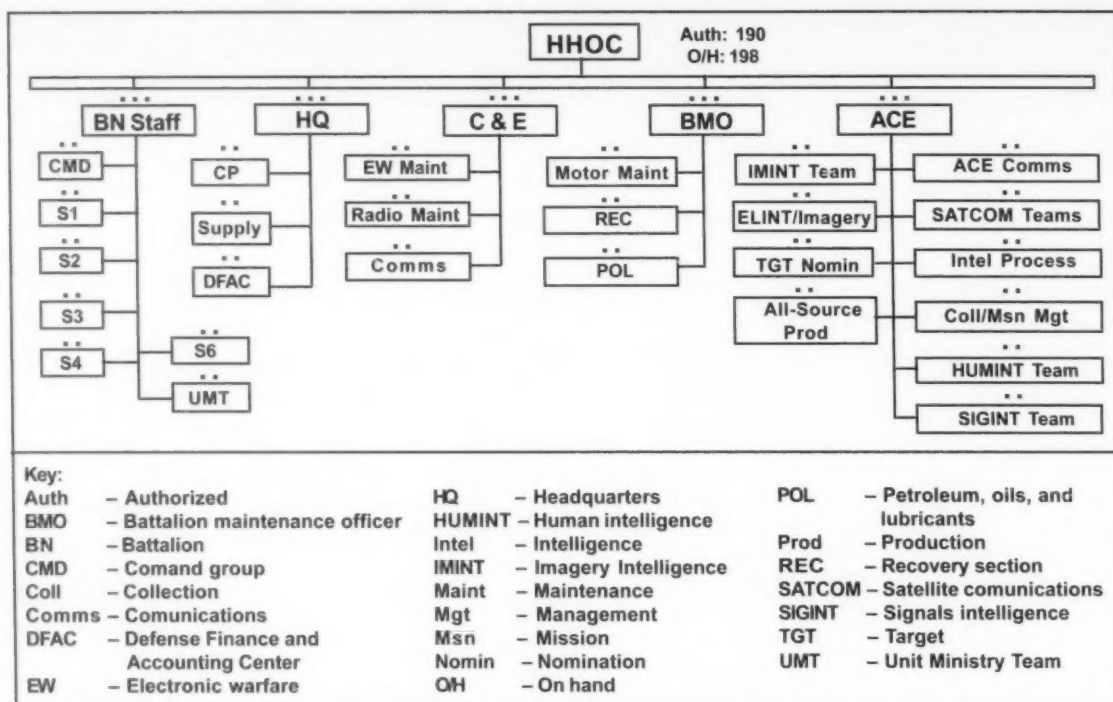 HHOC
Auth: 190
O/H: 198
BN Staff
HQ
C & E
BMO
ACE
CMD
S1
S2
S3
S4
S6
UMT
CP
Supply
DFAC
EW Maint
Radio Maint
Comms
Motor Maint
REC
POL
IMINT Team
ELINT/Imagery
TGT Nomin
All-Source
Prod
ACE Comms
SATCOM Teams
Intel Process
Coll/Msn Mgt
HUMINT Team
SIGINT Team
Key:
Auth – Authorized
BMO – Battalion maintenance officer
BN – Battalion
CMD – Comand group
Coll – Collection
Comms – Comunications
DFAC – Defense Finance and
Accounting Center
EW – Electronic warfare
HQ – Headquarters
HUMINT – Human intelligence
Intel – Intelligence
IMINT – Imagery Intelligence
Maint – Maintenance
Mgt – Management
Msn – Mission
Nomin – Nomination
O/H – On hand
POL – Petroleum, oils, and
lubricants
Prod – Production
REC – Recovery section
SATCOM – Satellite comunications
SIGINT – Signals intelligence
TGT – Target
UMT – Unit Ministry Team